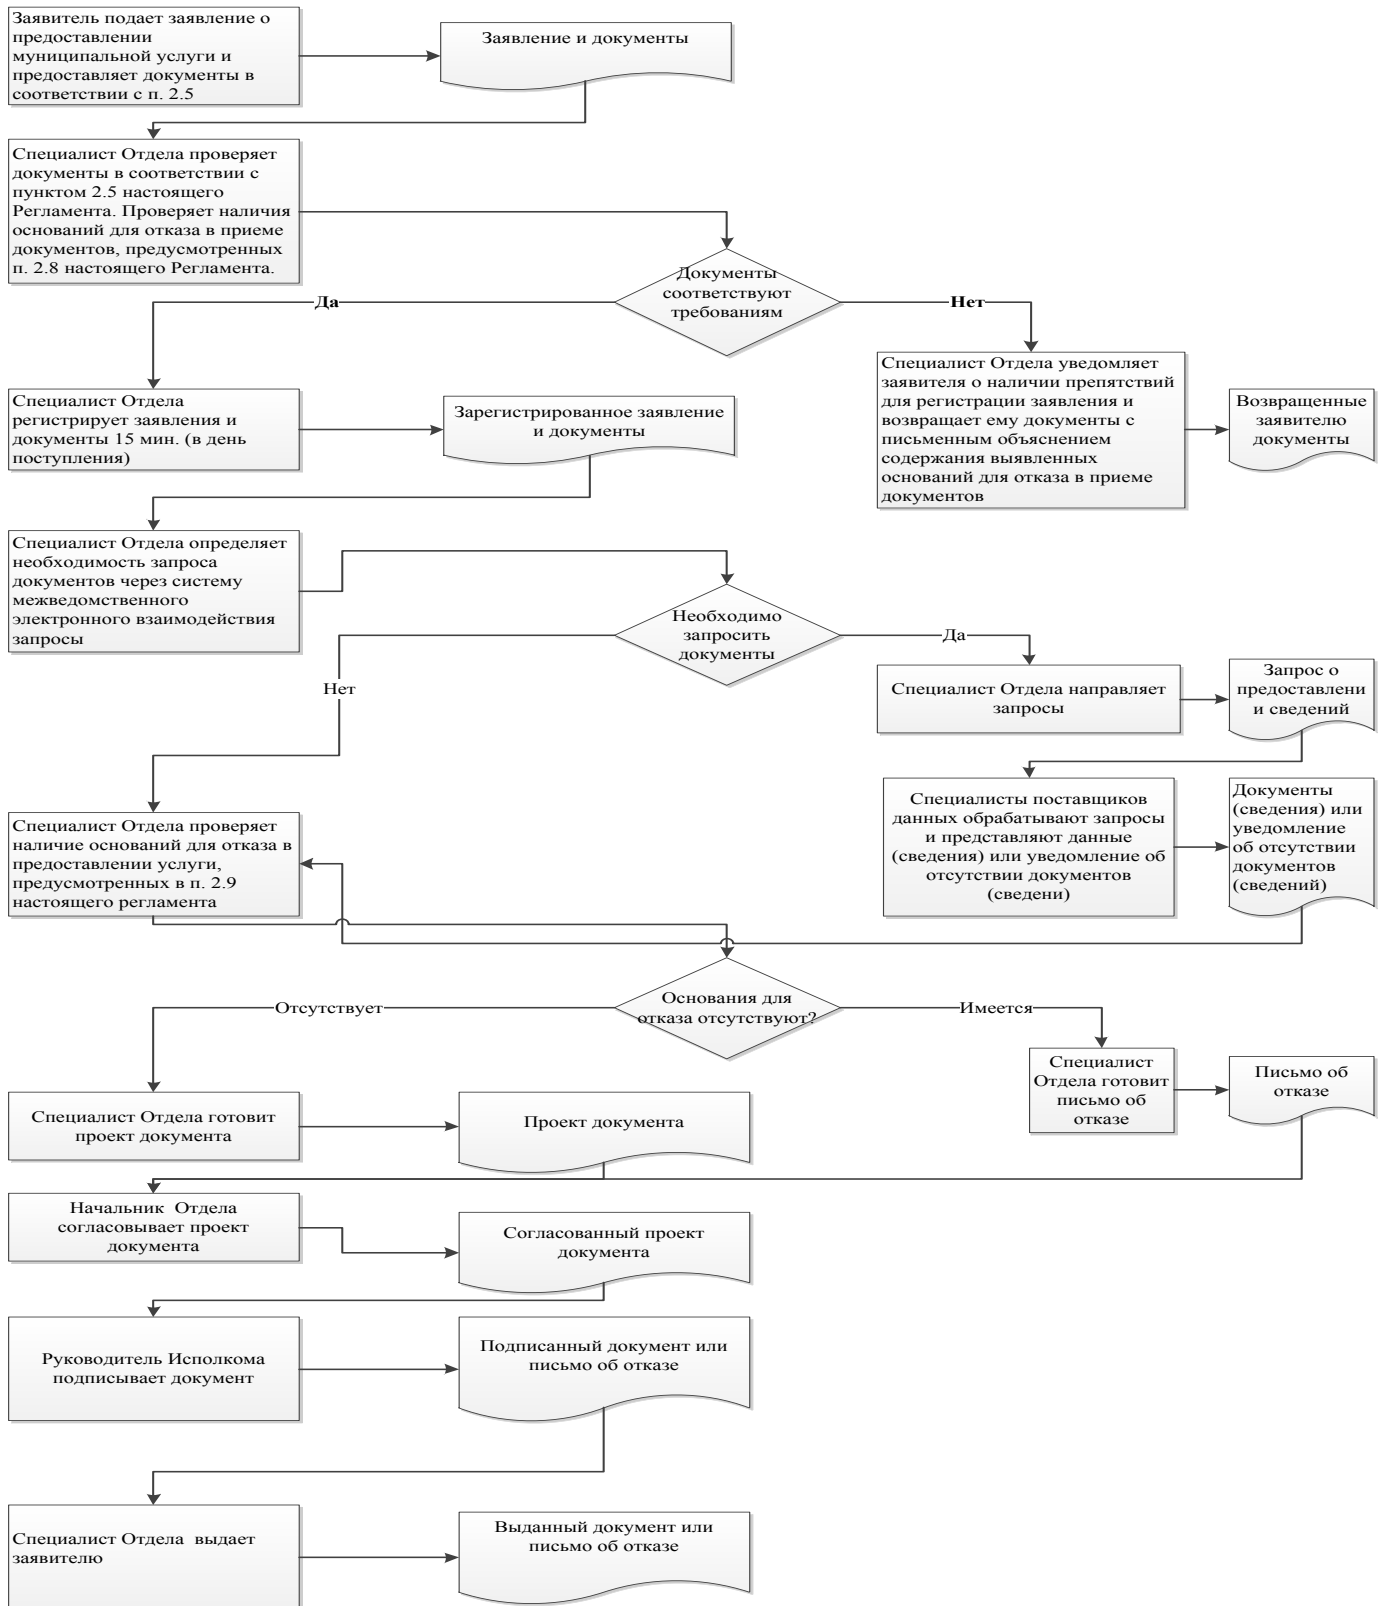 Заявитель подает заявление о
предоставлении
муниципальной услуги и
предоставляет документы в
соответствии с п. 2.5
Заявление и документы
Специалист Отдела проверяет
документы в соответствии с
пунктом 2.5 настоящего
Регламента. Проверяет наличия
оснований для отказа в приеме
документов, предусмотренных
п. 2.8 настоящего Регламента.
Документы
соответствуют
требованиям
Да
Нет
Специалист Отдела
регистрирует заявления и
документы 15 мин. (в день
поступления)
Зарегистрированное заявление
и документы
Специалист Отдела уведомляет
заявителя о наличии препятствий
для регистрации заявления и
возвращает ему документы с
письменным объяснением
содержания выявленных
оснований для отказа в приеме
документов
Возвращенные
заявителю
документы
Специалист Отдела определяет
необходимость запроса
документов через систему
межведомственного
электронного взаимодействия
запросы
Необходимо
запросить
документы
Да
Нет
Специалист Отдела направляет
запросы
Запрос о
предоставлени
и сведений
Специалисты поставщиков
данных обрабатывают запросы
и представляют данные
(сведения) или уведомление об
отсутствии документов
(сведени)
Документы
(сведения) или
уведомление
об отсутствии
документов
(сведений)
Специалист Отдела проверяет
наличие оснований для отказа в
предоставлении услуги,
предусмотренных в п. 2.9
настоящего регламента
Основания для
отказа отсутствуют?
Отсутствует
Имеется
Специалист
Отдела готовит
письмо об
отказе
Письмо об
отказе
Специалист Отдела готовит
проект документа
Проект документа
Начальник  Отдела
согласовывает проект
документа
Согласованный проект
документа
Руководитель Исполкома
подписывает документ
Подписанный документ или
письмо об отказе
Специалист Отдела  выдает
заявителю
Выданный документ или
письмо об отказе